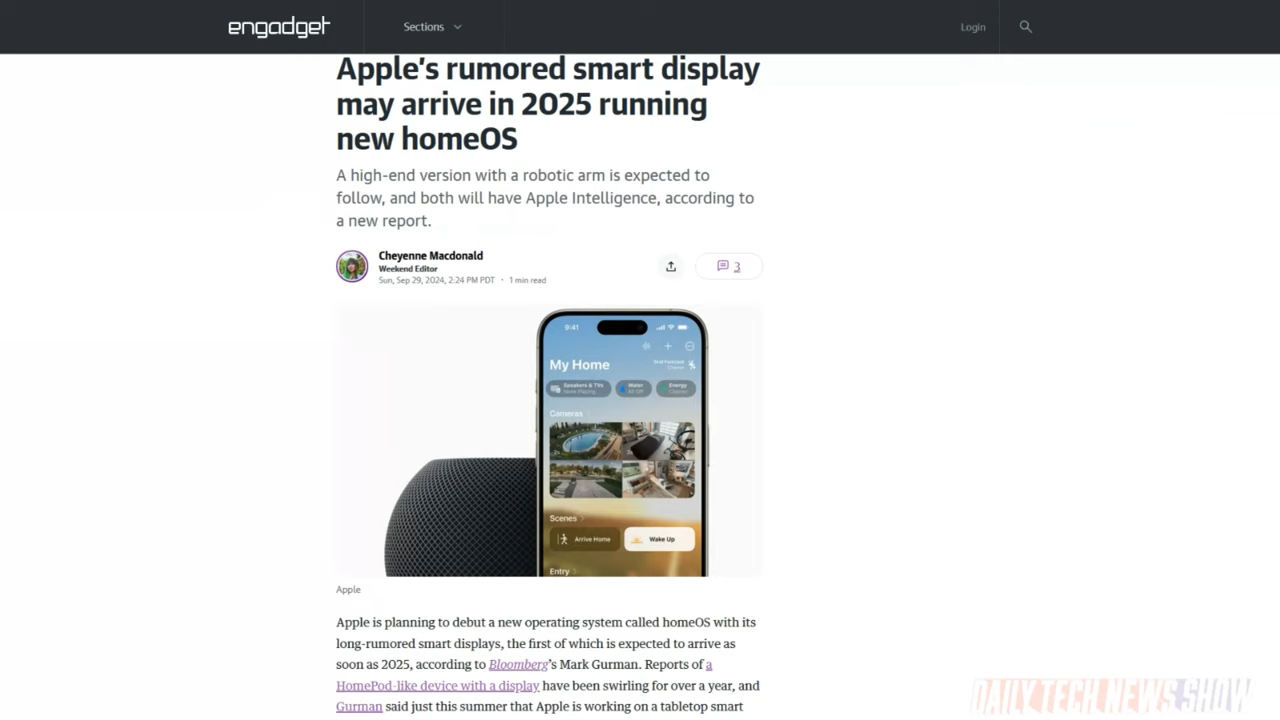 engadget
Sections
Login
Apple's rumored smart display
may arrive in 2025 running
new homeOS
A high-end version with a robotic arm is expected to
follow, and both will have Apple Intelligence, according to
a new report.
Cheyenne Macdonald
Weekend Editor
Sun, Sep 29, 2024, 2:24 PM PDT · 1 min read
3
9:41
My Home
Speakers & TVs
Water
Energy
Cameras
Scenes
Arrive Home
Wake Up
Entry
Apple
Apple is planning to debut a new operating system called homeOS with its
long-rumored smart displays, the first of which is expected to arrive as
soon as 2025, according to Bloomberg's Mark Gurman. Reports of a
HomePod-like device with a display have been swirling for over a year, and
Gurman said just this summer that Apple is working on a tabletop smart
DAILY TECH NEWS SHOW